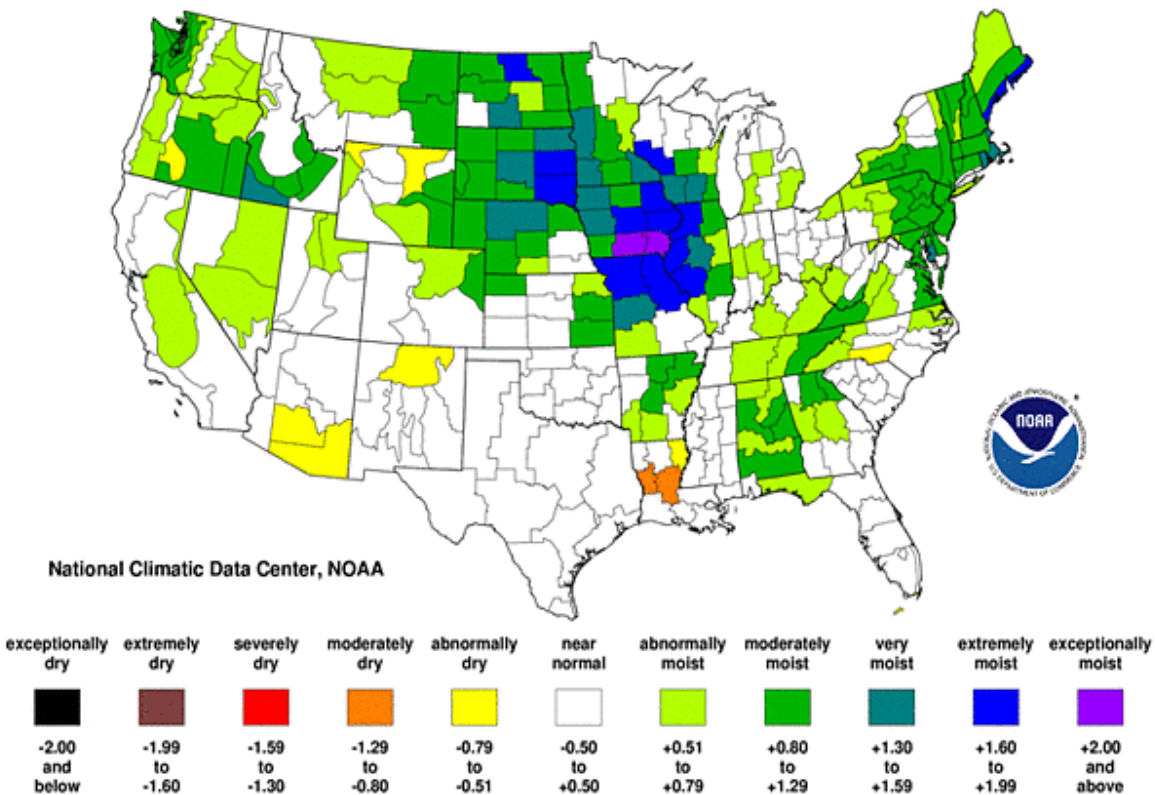 NOAA
National Climatic Data Center, NOAA
exceptionally dry
extremely dry
severely dry
moderately dry
abnormally dry
near normal
abnormally moist
moderately moist
very moist
extremely moist
exceptionally moist
-2.00 and below
-1.99 to -1.60
-1.59 to -1.30
-1.29 to -0.80
-0.79 to -0.51
-0.50 to +0.50
+0.51 to +0.79
+0.80 to +1.29
+1.30 to +1.59
+1.60 to +1.99
+2.00 and above